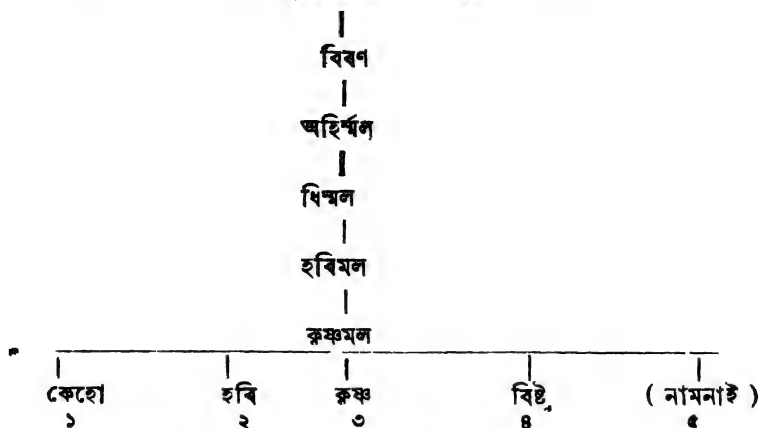 বিৰণ
অহিৰ্ম্মল
ধিম্মল
হৰিমল
কৃষ্ণমল
কেহো হৰি কৃষ্ণ বিষ্টু (নামনাই)
১ ২ ৩ ৪ ৫